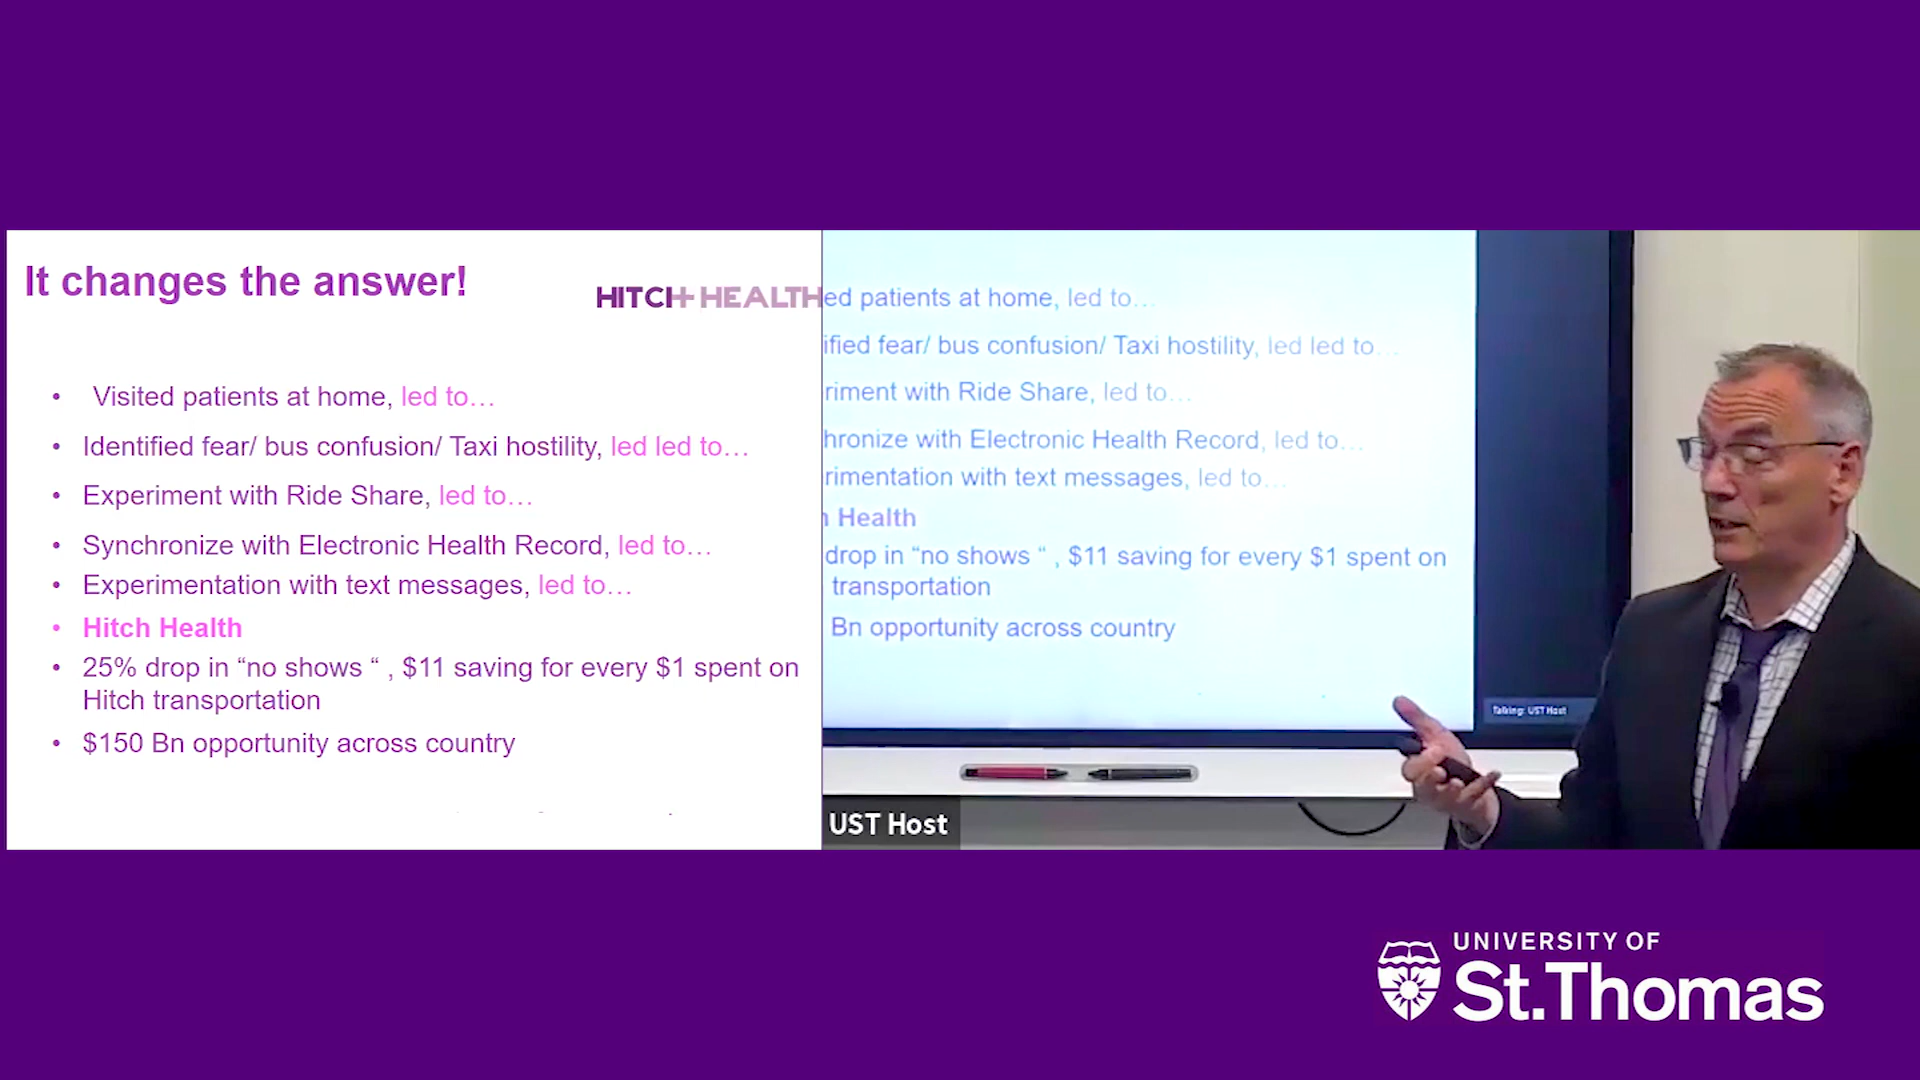 It changes the answer!
HITCH HEALTH
• Visited patients at home, led to…
• Identified fear/ bus confusion/ Taxi hostility, led led to…
• Experiment with Ride Share, led to…
• Synchronize with Electronic Health Record, led to…
• Experimentation with text messages, led to…
• Hitch Health
• 25% drop in “no shows “ , $11 saving for every $1 spent on
Hitch transportation
• $150 Bn opportunity across country
ed patients at home, led to…
ified fear/ bus confusion/ Taxi hostility, led led to…
riment with Ride Share, led to…
hronize with Electronic Health Record, led to…
rimentation with text messages, led to…
h Health
drop in “no shows “ , $11 saving for every $1 spent on
transportation
Bn opportunity across country
Talking: UST Host
UST Host
UNIVERSITY OF
St.Thomas